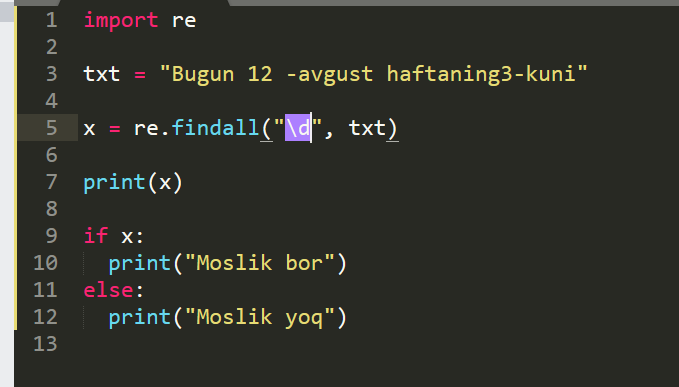 1 import re
2
3 txt = "Bugun 12 -avgust haftaning3-kuni"
4
5 x = re.findall("\d", txt)
6
7 print(x)
8
9 if x:
10   print("Moslik bor")
11 else:
12   print("Moslik yoq")
13